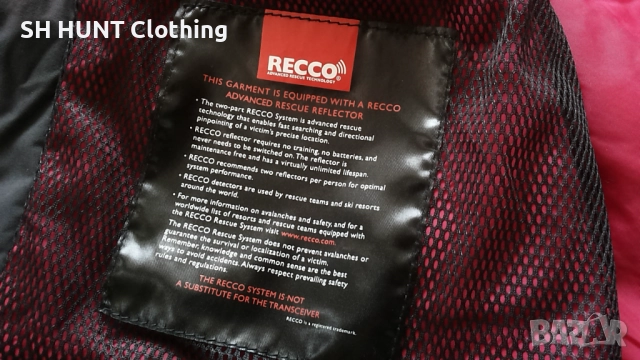 SH HUNT Clothing
RECCO
ADVANCED RESCUE TECHNOLOGY
THIS GARMENT IS EQUIPPED WITH A RECCO
ADVANCED RESCUE REFLECTOR
• The two-part RECCO System is advanced rescue
technology that enables fast searching and directional
pinpointing of a victim's precise location.
• RECCO reflector requires no training, no batteries, and
never needs to be switched on. The reflector is
maintenance free and has a virtually unlimited lifespan.
• RECCO recommends two reflectors per person for optimal
system performance.
• RECCO detectors are used by rescue teams and ski resorts
around the world.
• For more information on avalanches and safety, and for a
worldwide list of resorts and rescue teams equipped with
the RECCO Rescue System visit www.recco.com.
The RECCO Rescue System does not prevent avalanches or
guarantee the survival or localization of a victim.
Remember, knowledge and common sense are the best
ways to avoid accidents. Always respect prevailing safety
rules and regulations.
THE RECCO SYSTEM IS NOT
A SUBSTITUTE FOR THE TRANSCEIVER
RECCO is a registered trademark.
BAZAR